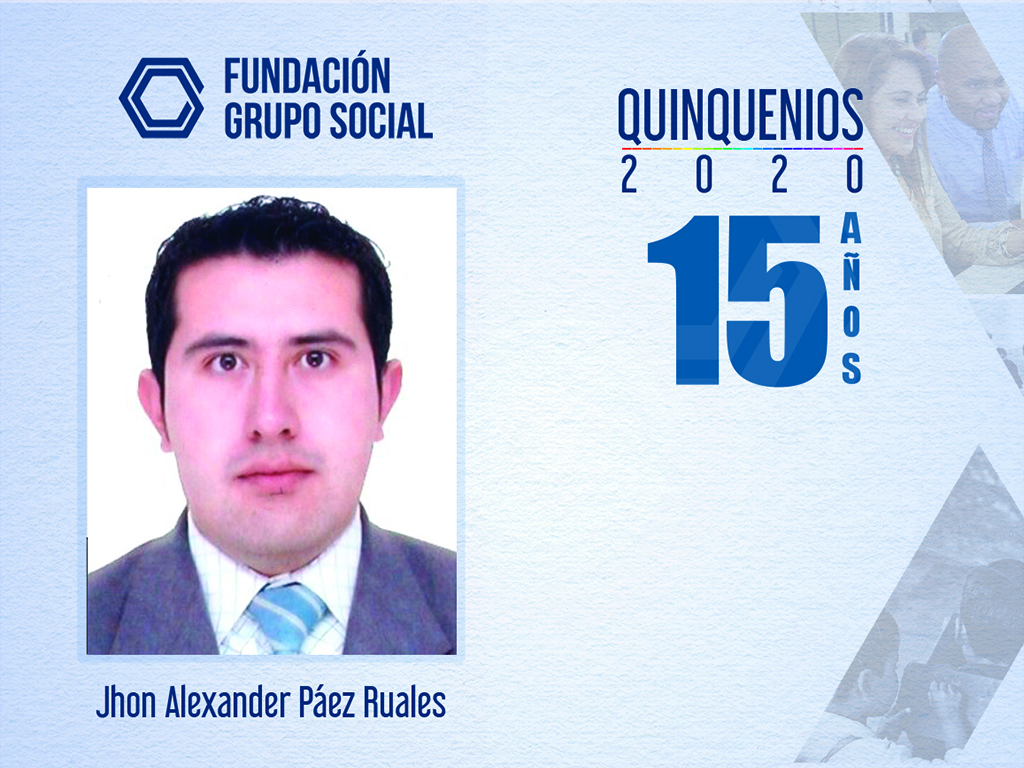 FUNDACIÓN
GRUPO SOCIAL
QUINQUENIOS
2020
15
AÑOS
Jhon Alexander Páez Ruales